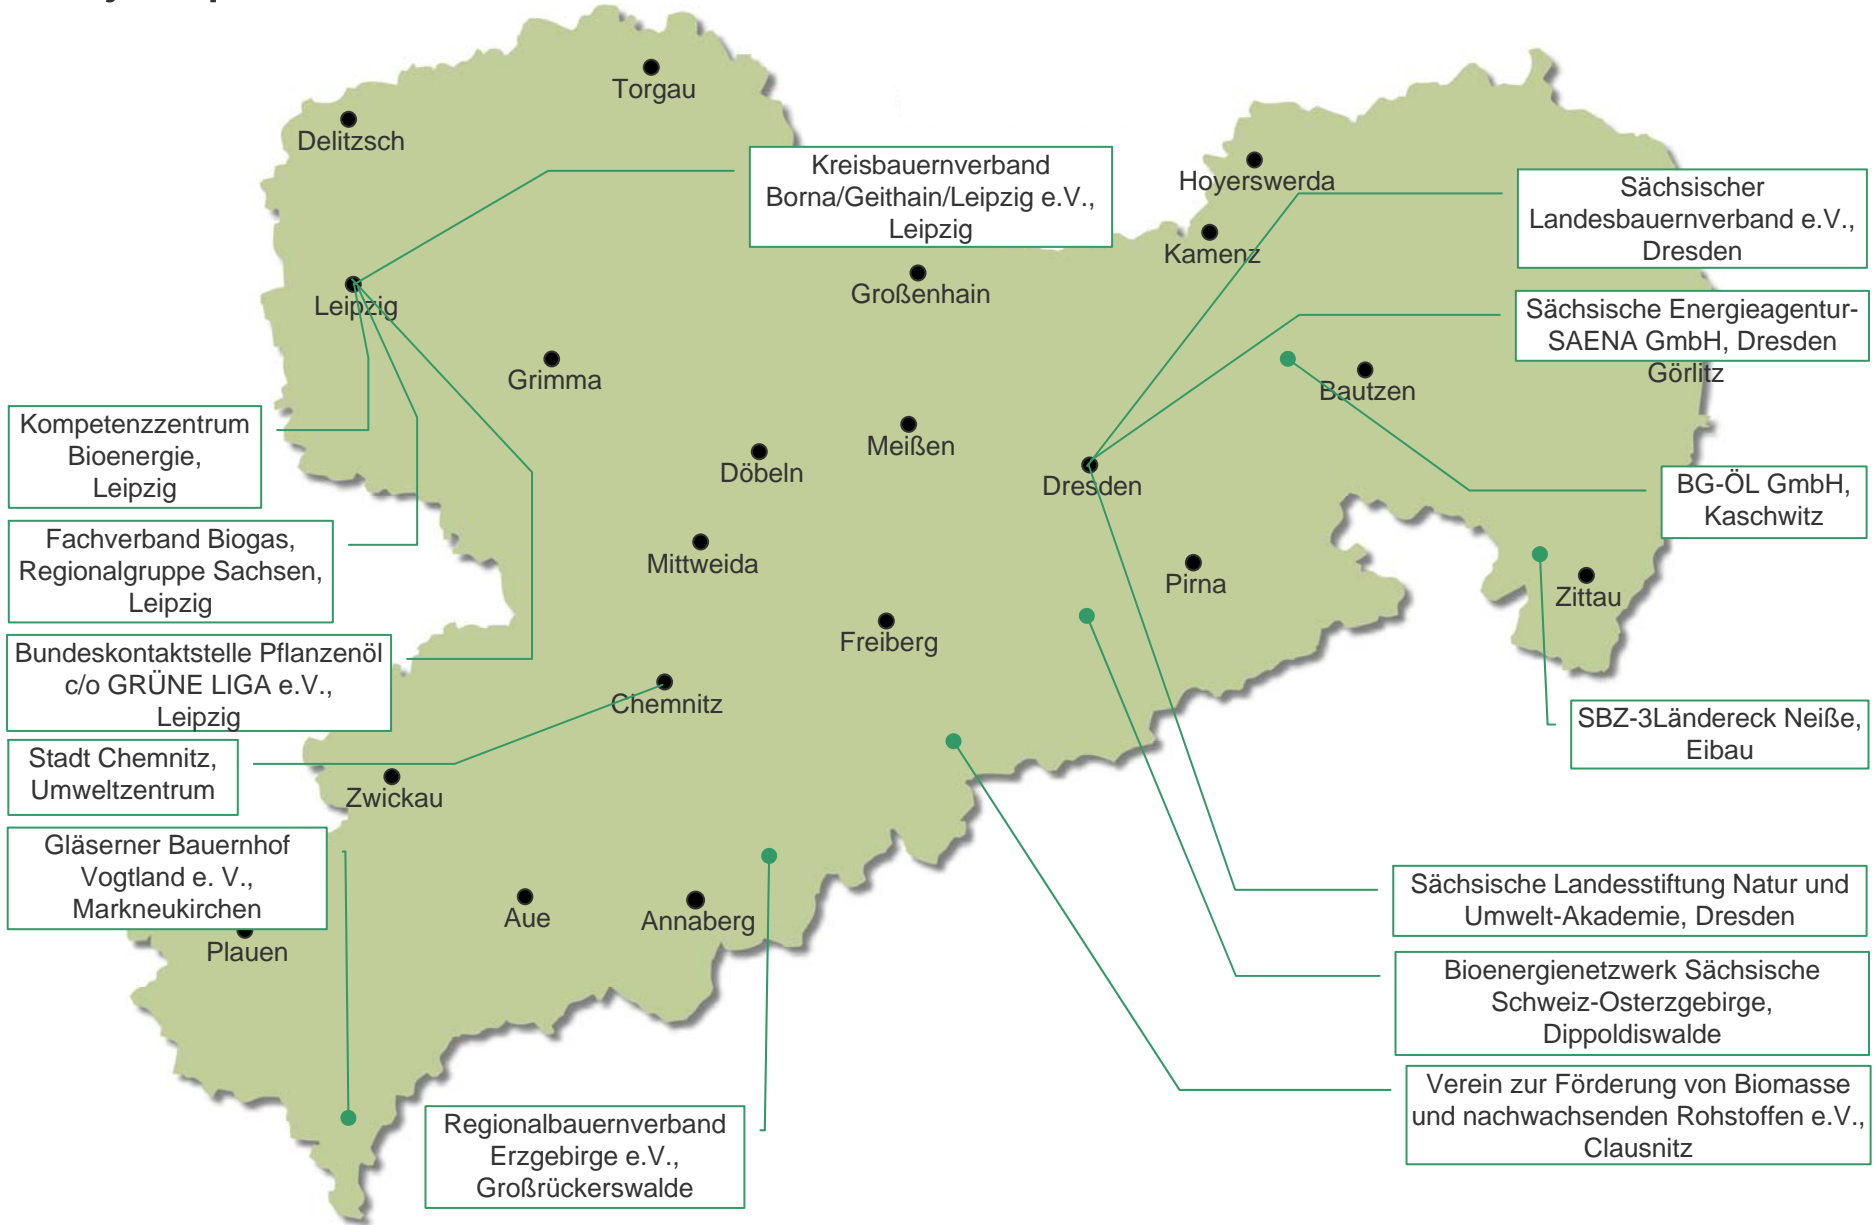 Torgau
Delitzsch
Kreisbauernverband
Borna/Geithain/Leipzig e.V.,
Leipzig
Hoyerswerda
Sächsischer
Landesbauernverband e.V.,
Dresden
Kamenz
Großenhain
Leipzig
Sächsische Energieagentur-
SAENA GmbH, Dresden
Görlitz
Grimma
Bautzen
Kompetenzzentrum
Bioenergie,
Leipzig
Meißen
Döbeln
Dresden
BG-ÖL GmbH,
Kaschwitz
Fachverband Biogas,
Regionalgruppe Sachsen,
Leipzig
Mittweida
Pirna
Zittau
Freiberg
Bundeskontaktstelle Pflanzenöl
c/o GRÜNE LIGA e.V.,
Leipzig
Chemnitz
SBZ-3Ländereck Neiße,
Eibau
Stadt Chemnitz,
Umweltzentrum
Zwickau
Gläserner Bauernhof
Vogtland e. V.,
Markneukirchen
Aue
Annaberg
Plauen
Sächsische Landesstiftung Natur und
Umwelt-Akademie, Dresden
Bioenergienetzwerk Sächsische
Schweiz-Osterzgebirge,
Dippoldiswalde
Verein zur Förderung von Biomasse
und nachwachsenden Rohstoffen e.V.,
Clausnitz
Regionalbauernverband
Erzgebirge e.V.,
Großrückerswalde